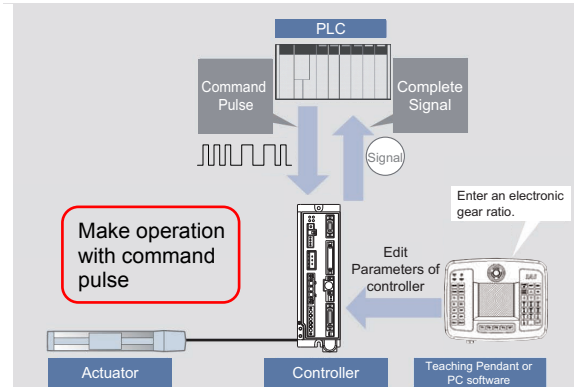 PLC
Command
Pulse
Complete
Signal
Signal
Enter an electronic
gear ratio.
Make operation
with command
pulse
Edit
Parameters of
controller
Actuator
Controller
Teaching Pendant or
PC software